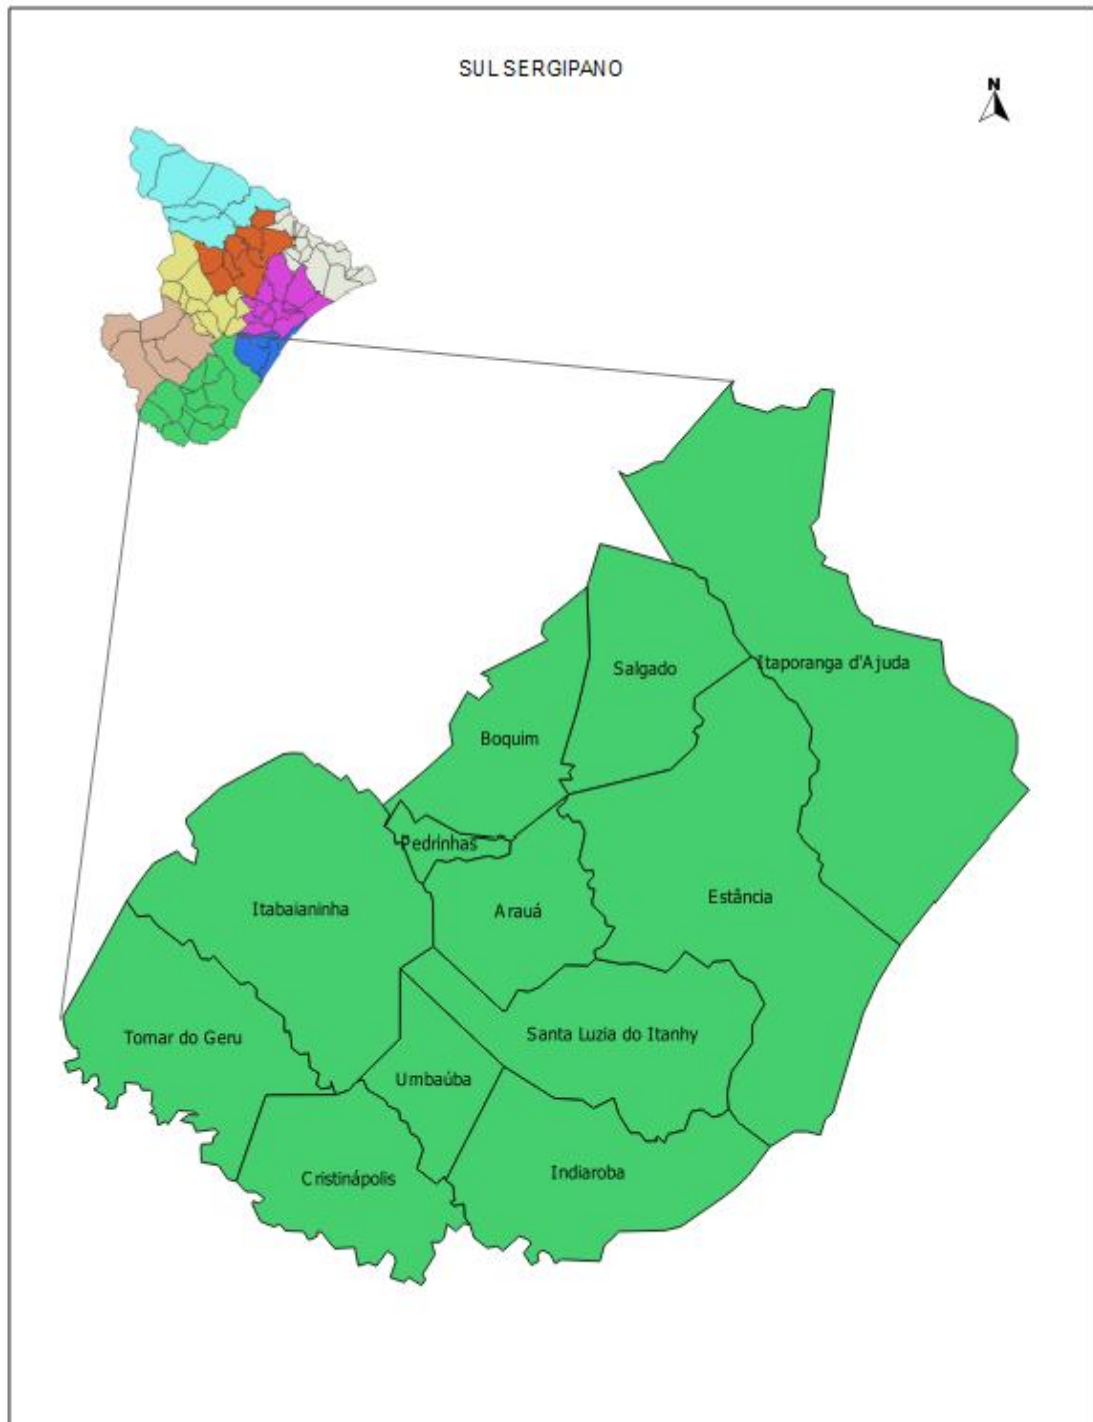 SUL SERGIPANO
N
Itaporanga d'Ajuda
Salgado
Boquim
Pedrinhas
Estância
Itabaianinha
Arauá
Santa Luzia do Itanhy
Tomar do Geru
Umbaúba
Indiaroba
Cristinápolis